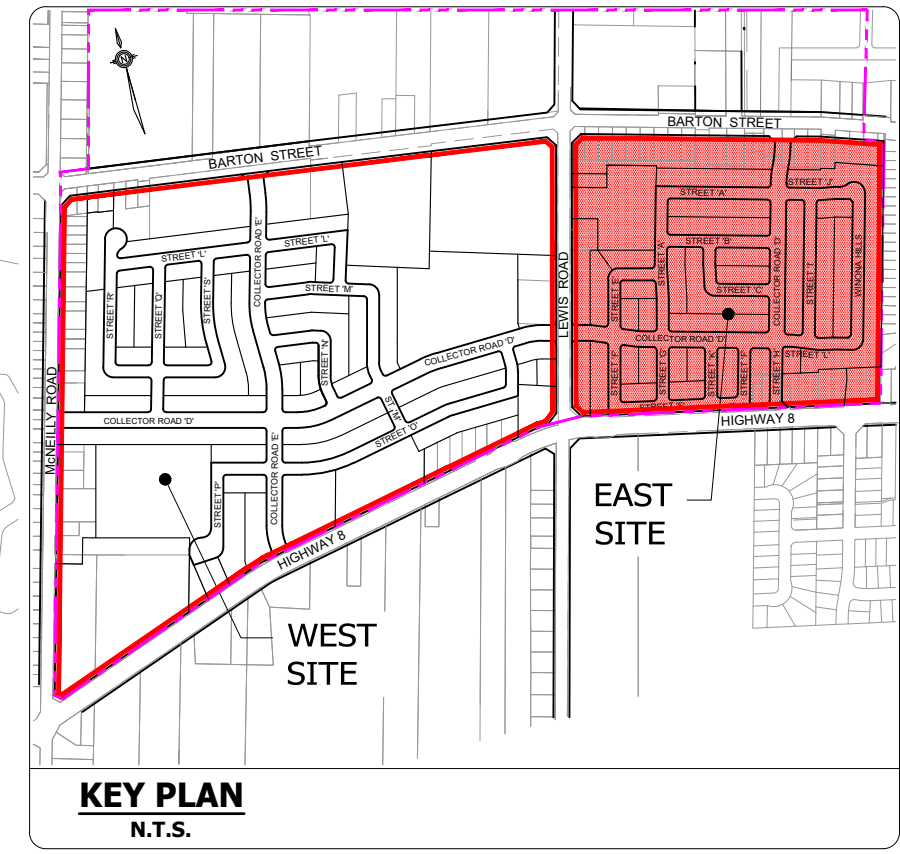 N
BARTON STREET
BARTON STREET
STREET 'J'
STREET 'A'
COLLECTOR ROAD 'E'
STREET 'L'
STREET 'L'
STREET 'B'
STREET 'A'
COLLECTOR ROAD 'D'
STREET 'I'
WINONA HILLS
STREET 'R'
STREET 'Q'
STREET 'S'
STREET 'M'
STREET 'C'
STREET 'E'
LEWIS ROAD
STREET 'N'
COLLECTOR ROAD 'D'
COLLECTOR ROAD 'D'
STREET 'L'
STREET 'F'
STREET 'G'
STREET 'K'
STREET 'F'
STREET 'H'
McNEILLY ROAD
COLLECTOR ROAD 'D'
ST. 'M'
STREET 'O'
HIGHWAY 8
COLLECTOR ROAD 'E'
STREET 'P'
EAST
SITE
HIGHWAY 8
WEST
SITE
KEY PLAN
N.T.S.